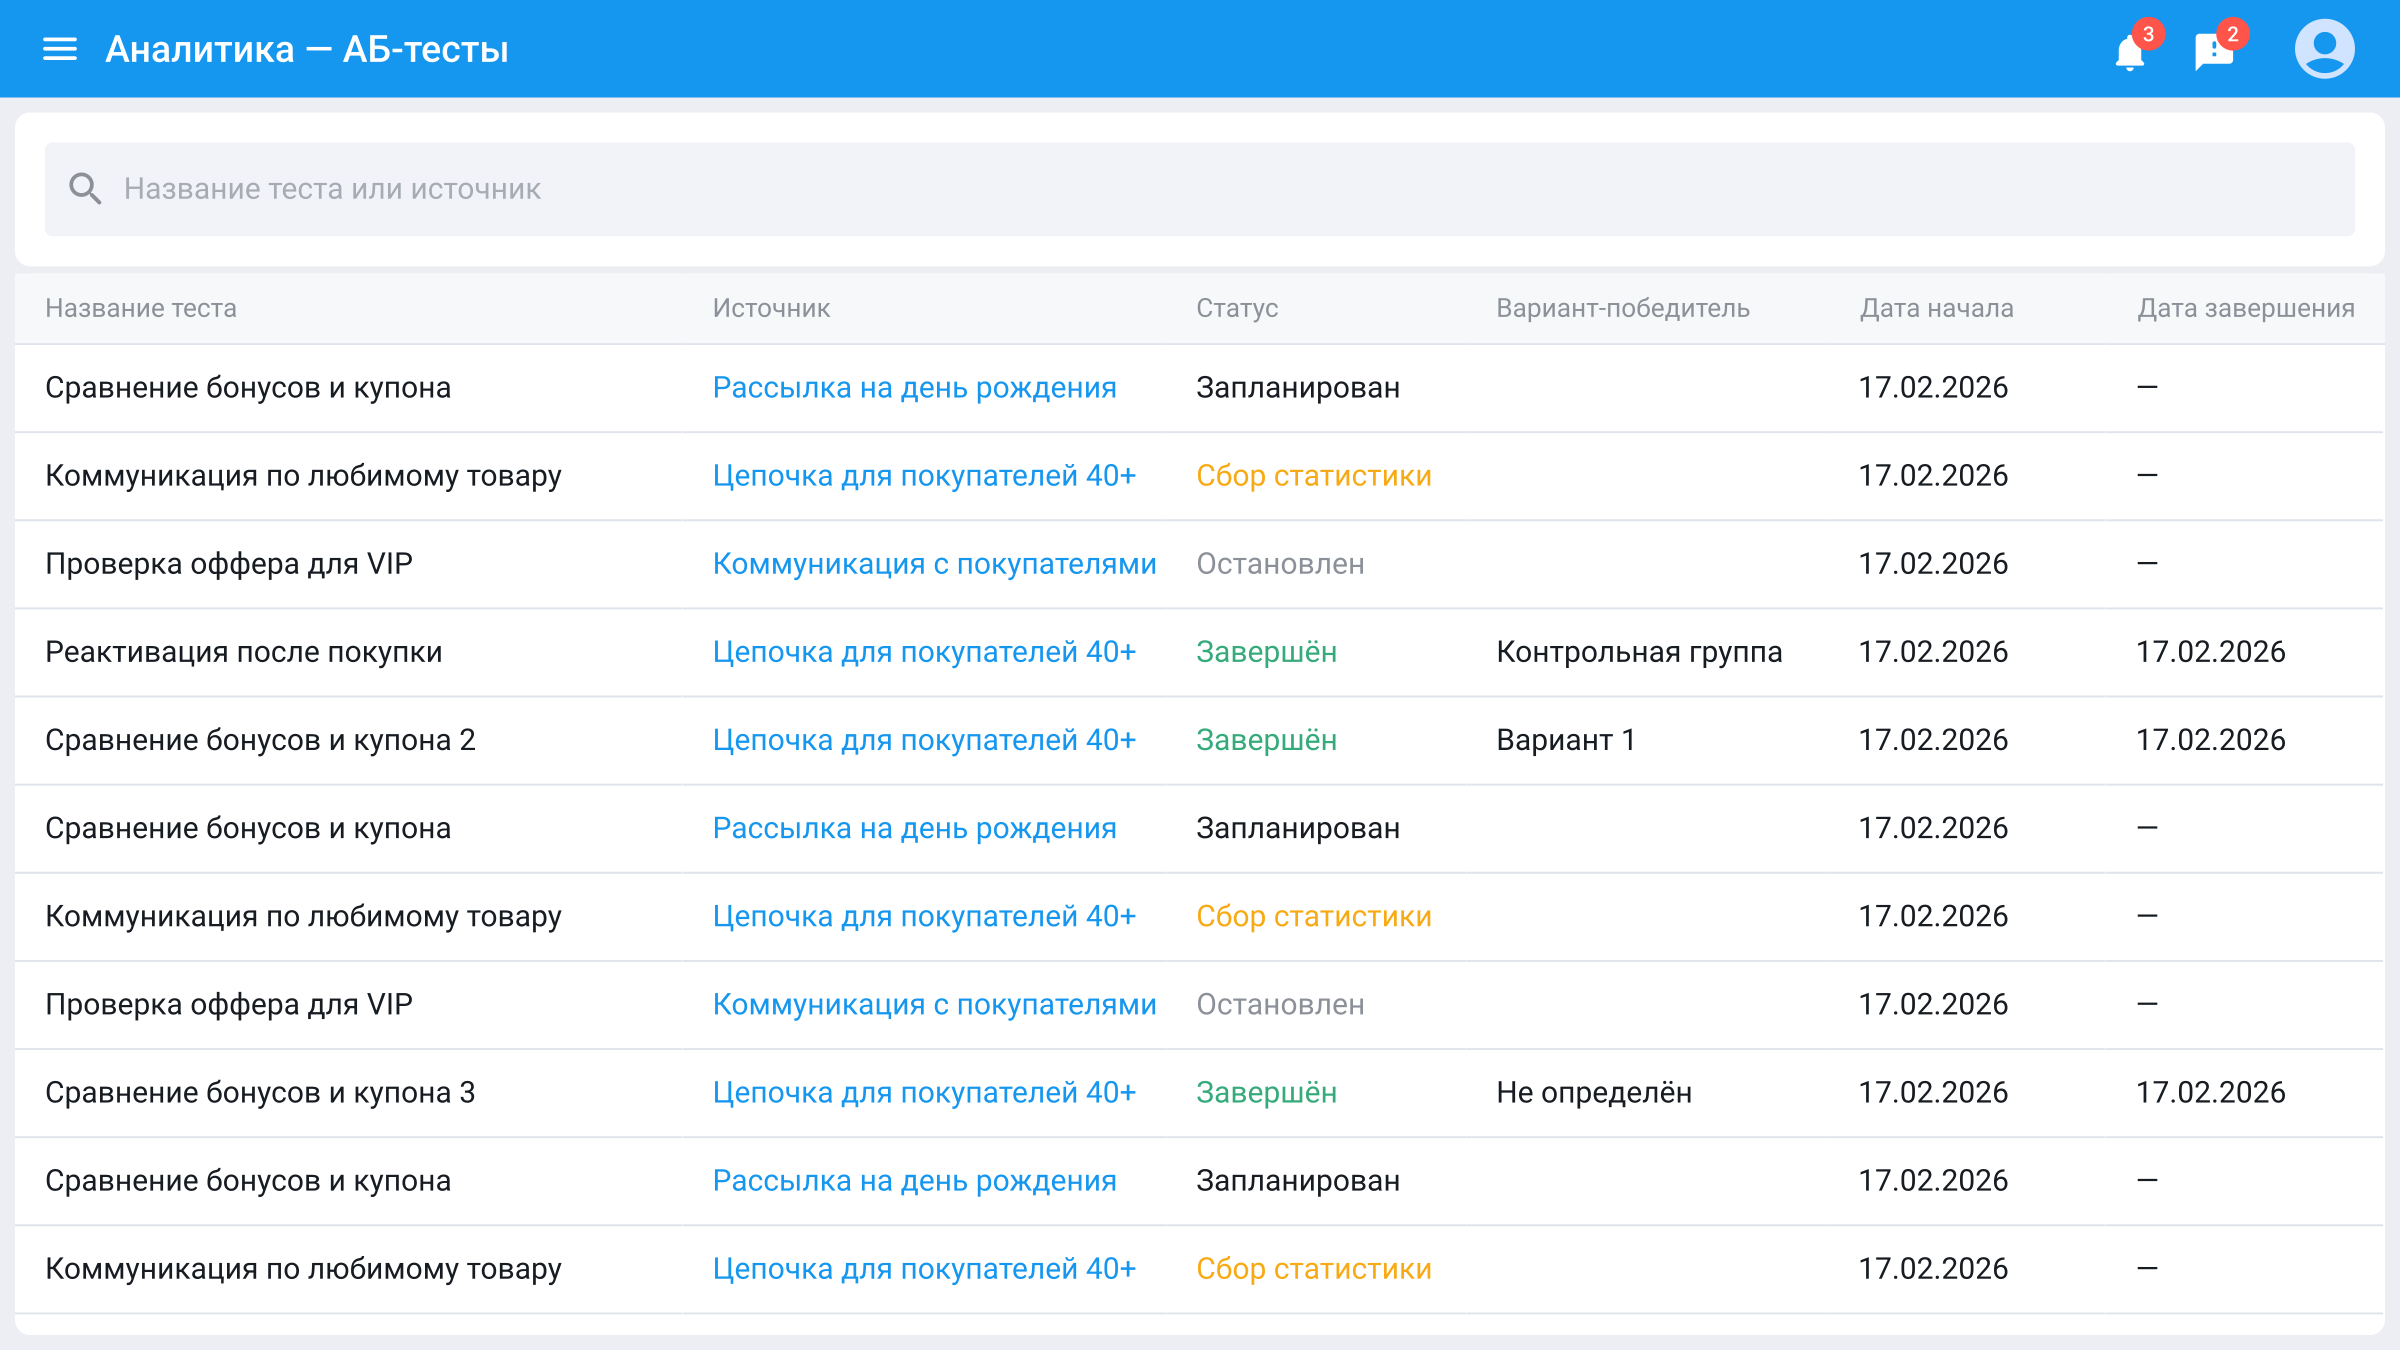 Аналитика — АБ-тесты
3
2
Название теста или источник
Название теста Источник Статус Вариант-победитель Дата начала Дата завершения
Сравнение бонусов и купона Рассылка на день рождения Запланирован 17.02.2026 —
Коммуникация по любимому товару Цепочка для покупателей 40+ Сбор статистики 17.02.2026 —
Проверка оффера для VIP Коммуникация с покупателями Остановлен 17.02.2026 —
Реактивация после покупки Цепочка для покупателей 40+ Завершён Контрольная группа 17.02.2026 17.02.2026
Сравнение бонусов и купона 2 Цепочка для покупателей 40+ Завершён Вариант 1 17.02.2026 17.02.2026
Сравнение бонусов и купона Рассылка на день рождения Запланирован 17.02.2026 —
Коммуникация по любимому товару Цепочка для покупателей 40+ Сбор статистики 17.02.2026 —
Проверка оффера для VIP Коммуникация с покупателями Остановлен 17.02.2026 —
Сравнение бонусов и купона 3 Цепочка для покупателей 40+ Завершён Не определён 17.02.2026 17.02.2026
Сравнение бонусов и купона Рассылка на день рождения Запланирован 17.02.2026 —
Коммуникация по любимому товару Цепочка для покупателей 40+ Сбор статистики 17.02.2026 —